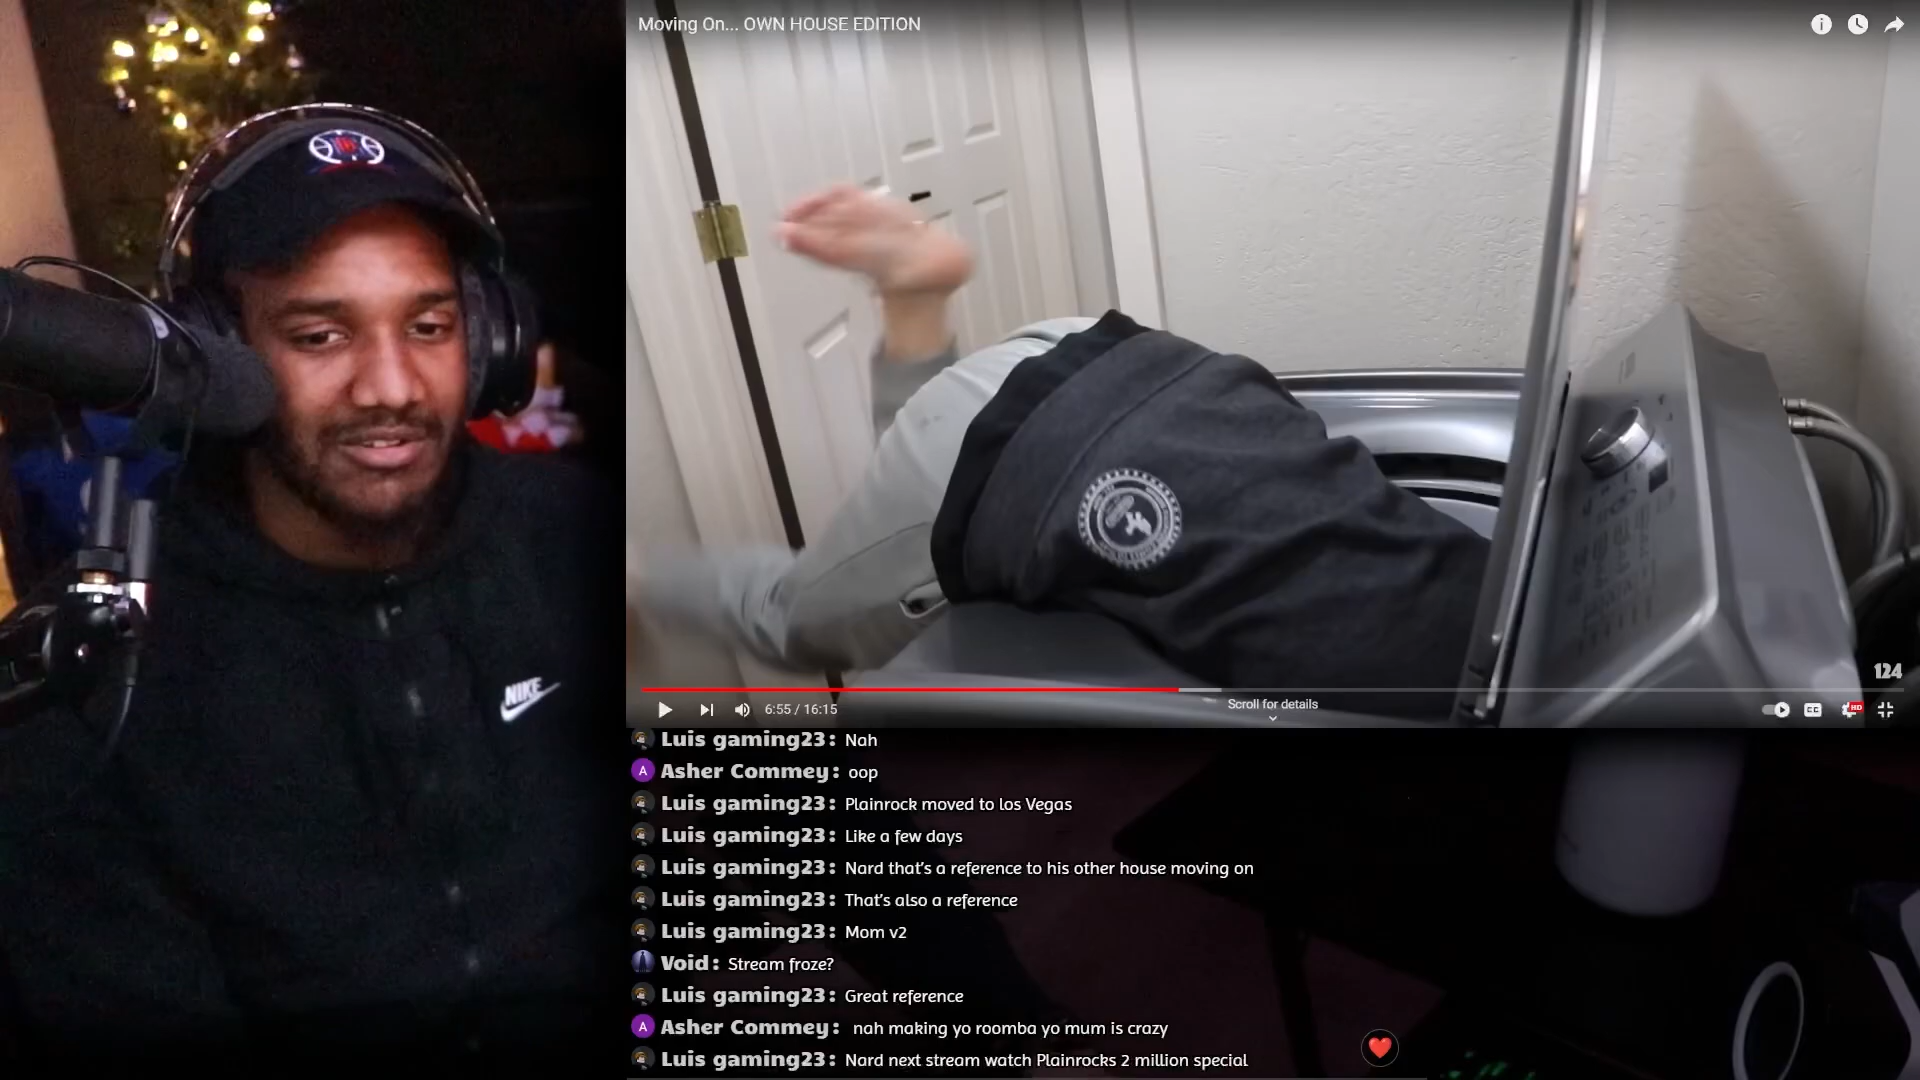 Moving On... OWN HOUSE EDITION
NIKE
124
6:55 / 16:15
Scroll for details
CC
HD
Luis gaming23: Nah
A Asher Commey: oop
Luis gaming23: Plainrock moved to los Vegas
Luis gaming23: Like a few days
Luis gaming23: Nard that's a reference to his other house moving on
Luis gaming23: That's also a reference
Luis gaming23: Mom v2
Void: Stream froze?
Luis gaming23: Great reference
A Asher Commey: nah making yo roomba yo mum is crazy
Luis gaming23: Nard next stream watch Plainrocks 2 million special